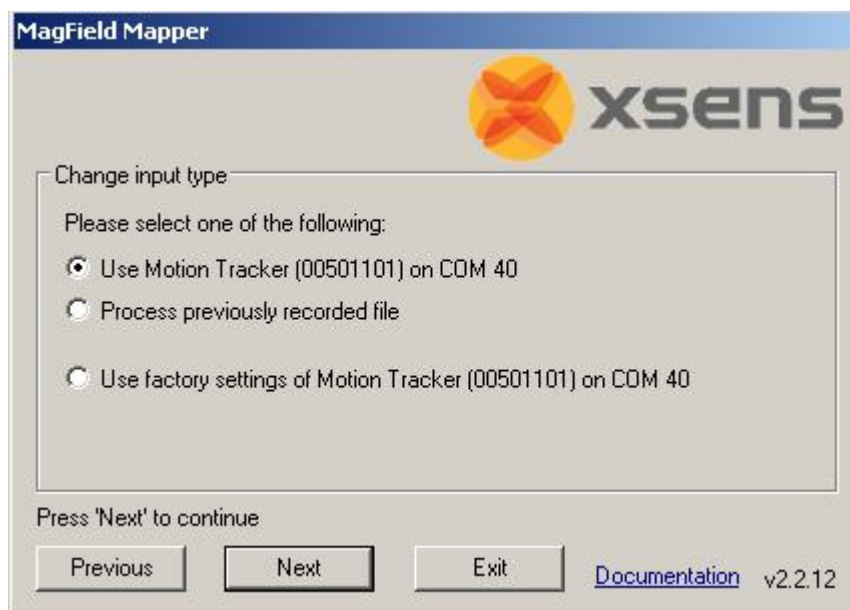 MagField Mapper
xsens
Change input type
Please select one of the following:
Use Motion Tracker (00501101) on COM 40
Process previously recorded file
Use factory settings of Motion Tracker (00501101) on COM 40
Press 'Next' to continue
Previous Next Exit Documentation v2.2.12